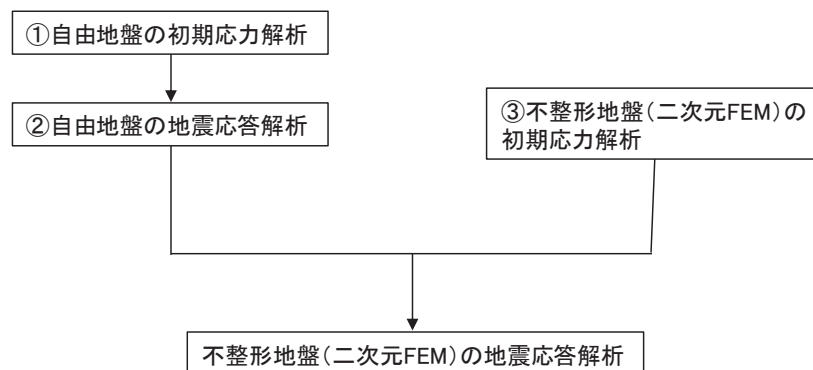 ①自由地盤の初期応力解析
②自由地盤の地震応答解析
③不整形地盤(二次元FEM)の
初期応力解析
不整形地盤(二次元FEM)の地震応答解析